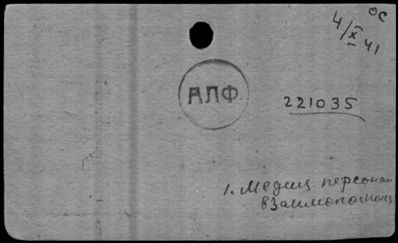 ОС
4/X 41
АЛФ
221035
1. Медиц. персонал
взаимопомощь